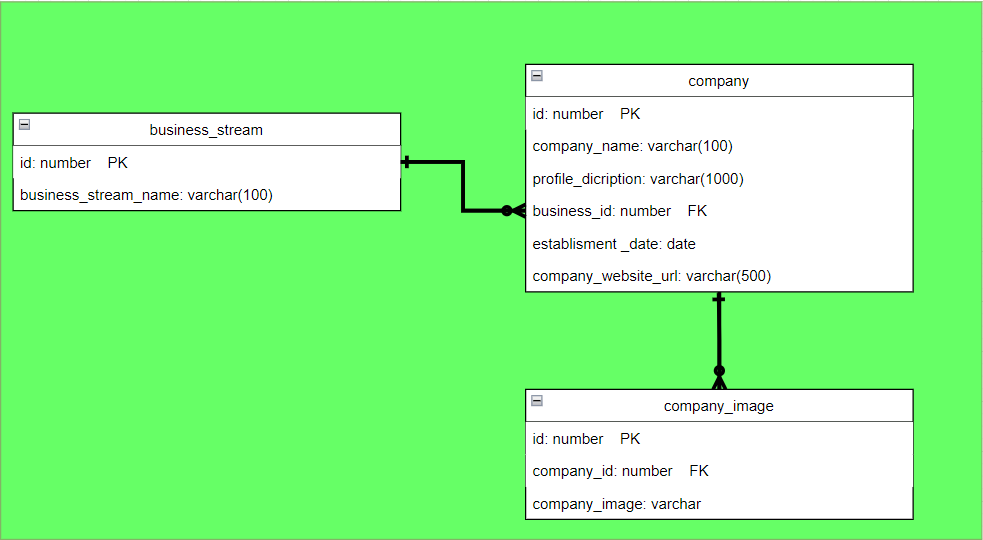 business_stream
id: number PK
business_stream_name: varchar(100)
company
id: number PK
company_name: varchar(100)
profile_dicription: varchar(1000)
business_id: number FK
establisment _date: date
company_website_url: varchar(500)
company_image
id: number PK
company_id: number FK
company_image: varchar